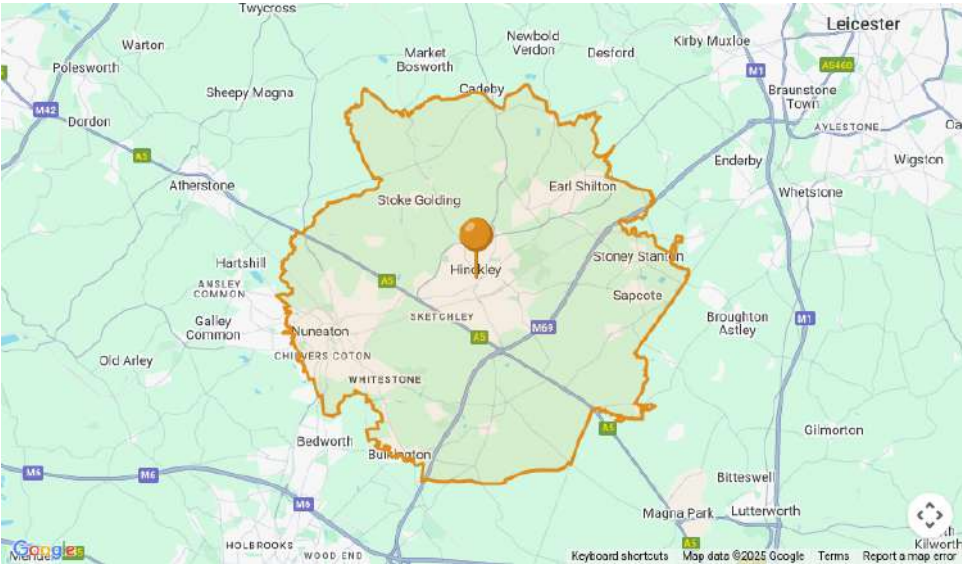 Twycross
Leicester
Warton
Market
Bosworth
Newbold
Verdon
Desford
Kirby Muxloe
Polesworth
A5460
M1
Sheepy Magna
Cadeby
Braunstone
Town
M42
Dordon
AYLESTONE
Oa
A5
Enderby
Wigston
Atherstone
Earl Shilton
Whetstone
Stoke Golding
Hartshill
Hinckley
Stoney Stanton
ANSLEY
COMMON
A5
Sapcote
Galley
Common
Nuneaton
SKETCHLEY
M69
Broughton
Astley
M1
A5
Old Arley
CHILVERS COTON
WHITESTONE
A5
Gilmorton
Bedworth
Bulkington
M6
M6
Bitteswell
M6
Magna Park
Lutterworth
HOLBROOKS
A5
Kilworth
Google
WOOD END
Keyboard shortcuts
Map data ©2025 Google
Terms
Report a map error